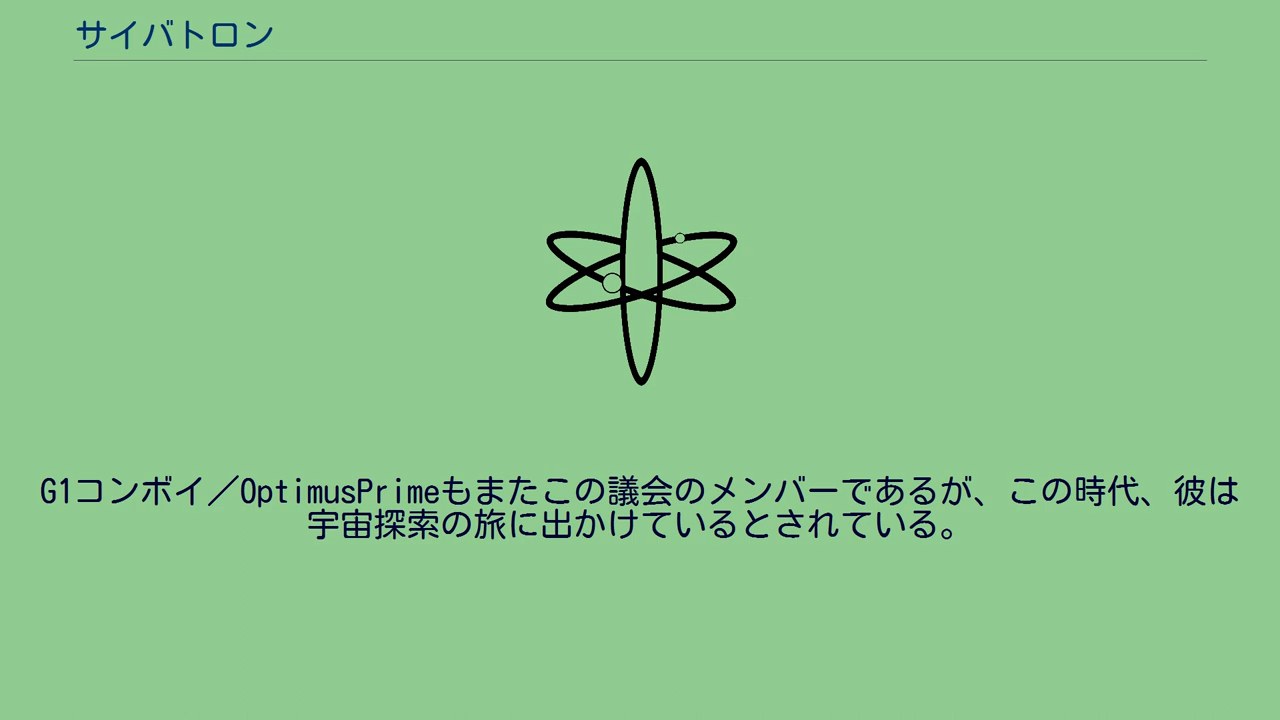 サイバトロン
G1コンボイ／OptimusPrimeもまたこの議会のメンバーであるが、この時代、彼は
宇宙探索の旅に出かけているとされている。